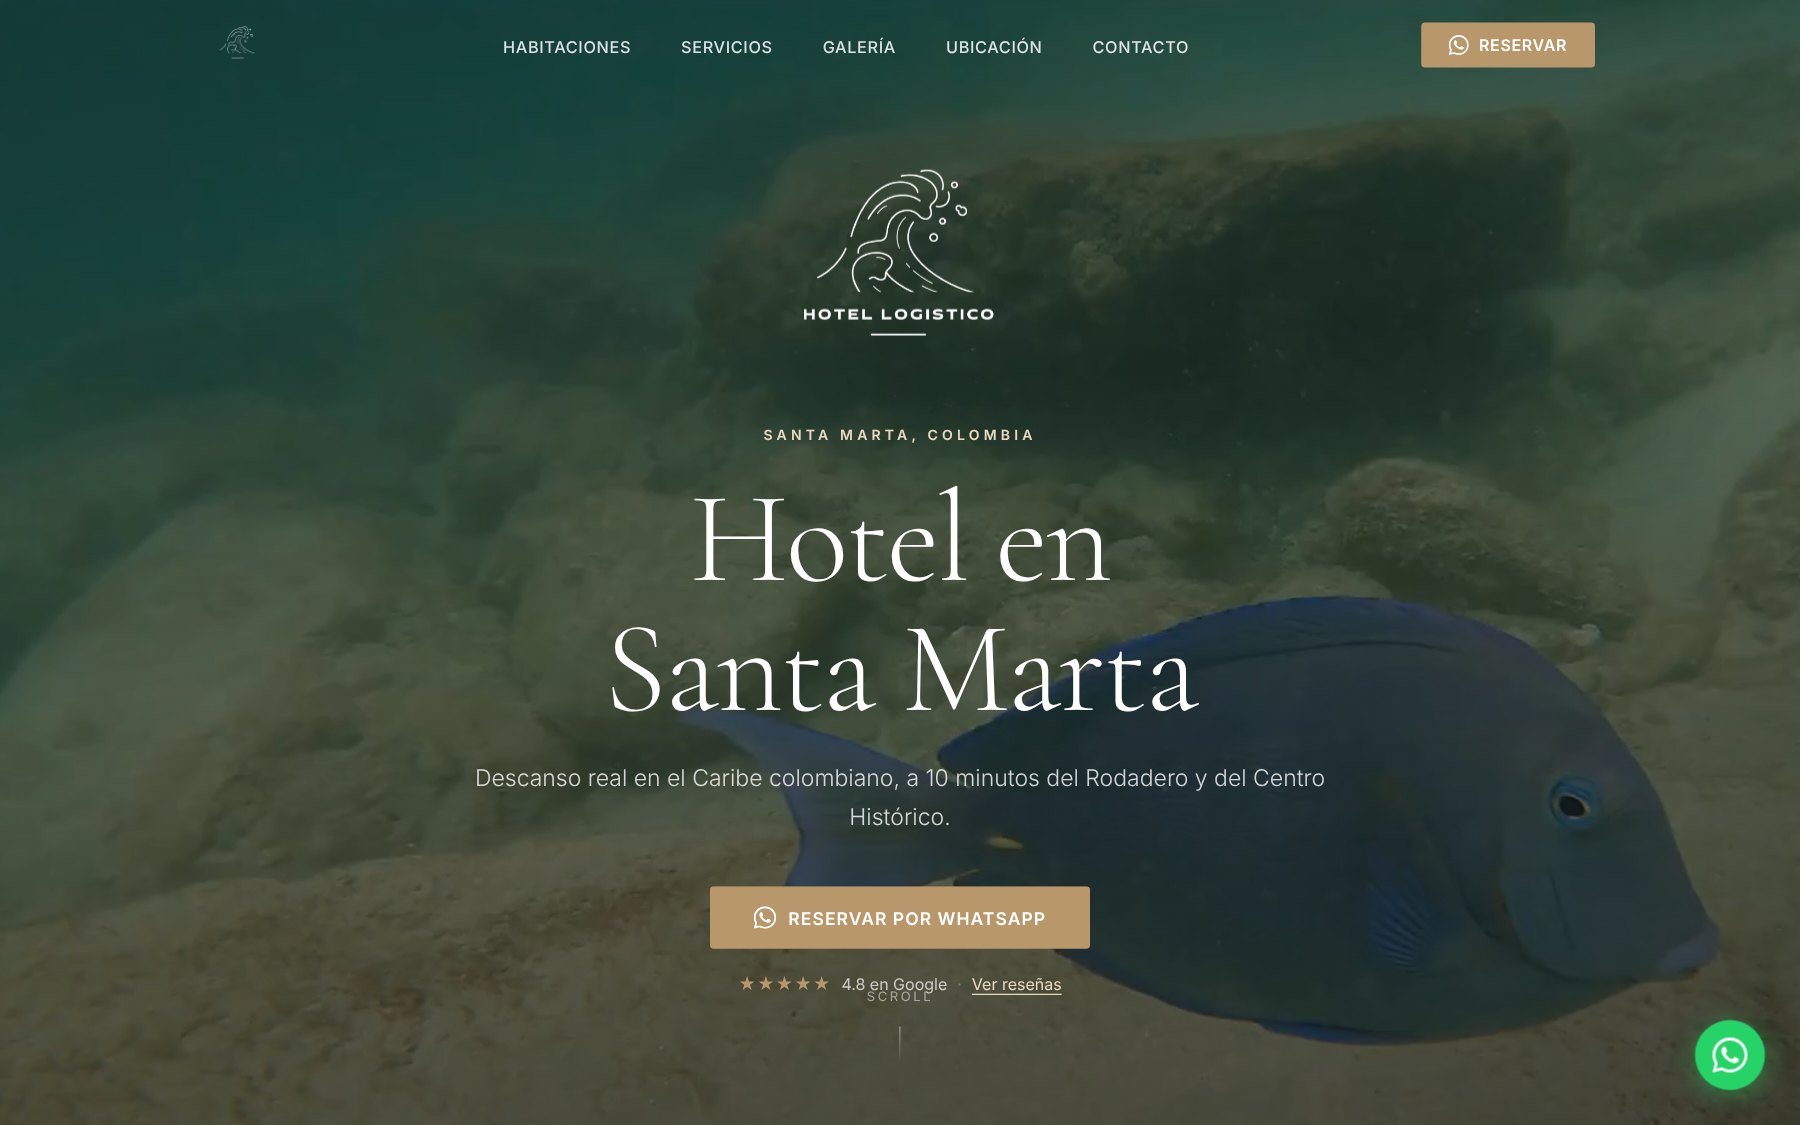 HABITACIONES SERVICIOS GALERÍA UBICACIÓN CONTACTO RESERVAR
HOTEL LOGISTICO
SANTA MARTA, COLOMBIA
Hotel en
Santa Marta
Descanso real en el Caribe colombiano, a 10 minutos del Rodadero y del Centro
Histórico.
RESERVAR POR WHATSAPP
★★★★★ 4.8 en Google · Ver reseñas
SCROLL